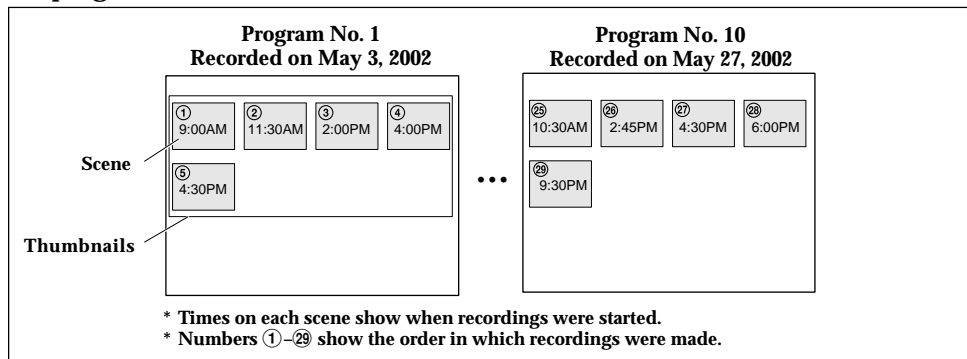 Program No. 1
Recorded on May 3, 2002
① 9:00AM
② 11:30AM
③ 2:00PM
④ 4:00PM
⑤ 4:30PM
Scene
Thumbnails
...
Program No. 10
Recorded on May 27, 2002
㉕ 10:30AM
㉖ 2:45PM
㉗ 4:30PM
㉘ 6:00PM
㉙ 9:30PM
* Times on each scene show when recordings were started.
* Numbers ①–㉙ show the order in which recordings were made.